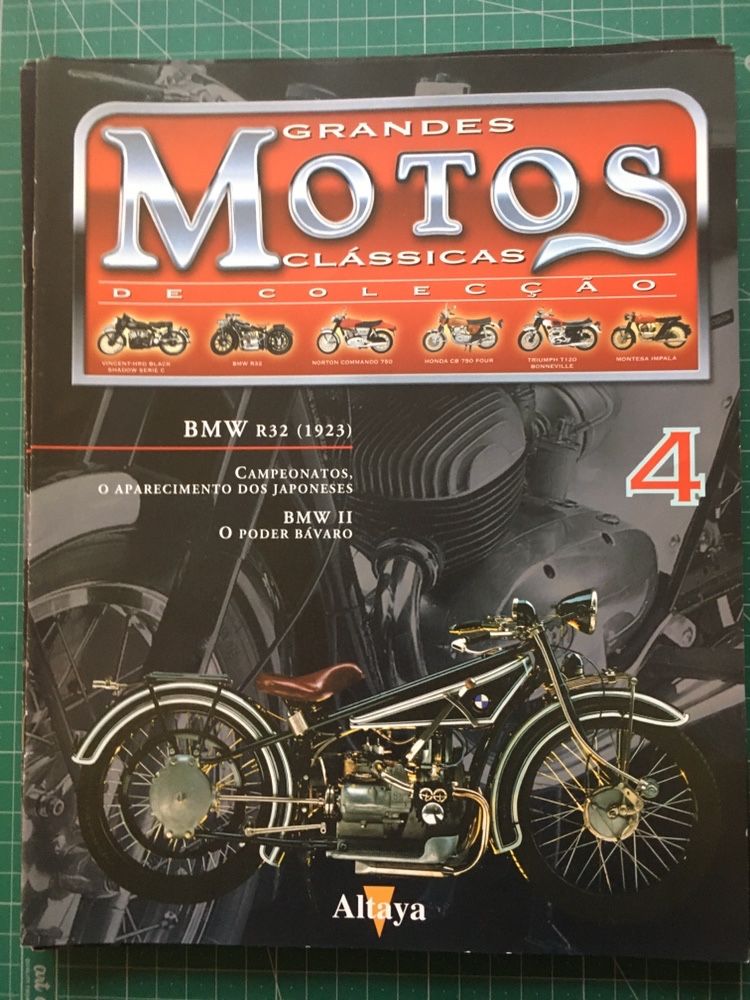 GRANDES
MOTOS
CLÁSSICAS
DE COLECÇÃO
VINCENT-HRD BLACK
SHADOW SERIE C
BMW R32
NORTON COMMANDO 750
HONDA CB 750 FOUR
TRIUMPH T120
BONNEVILLE
MONTESA IMPALA
BMW R32 (1923)
4
CAMPEONATOS,
O APARECIMENTO DOS JAPONESES
BMW II
O PODER BÁVARO
Altaya